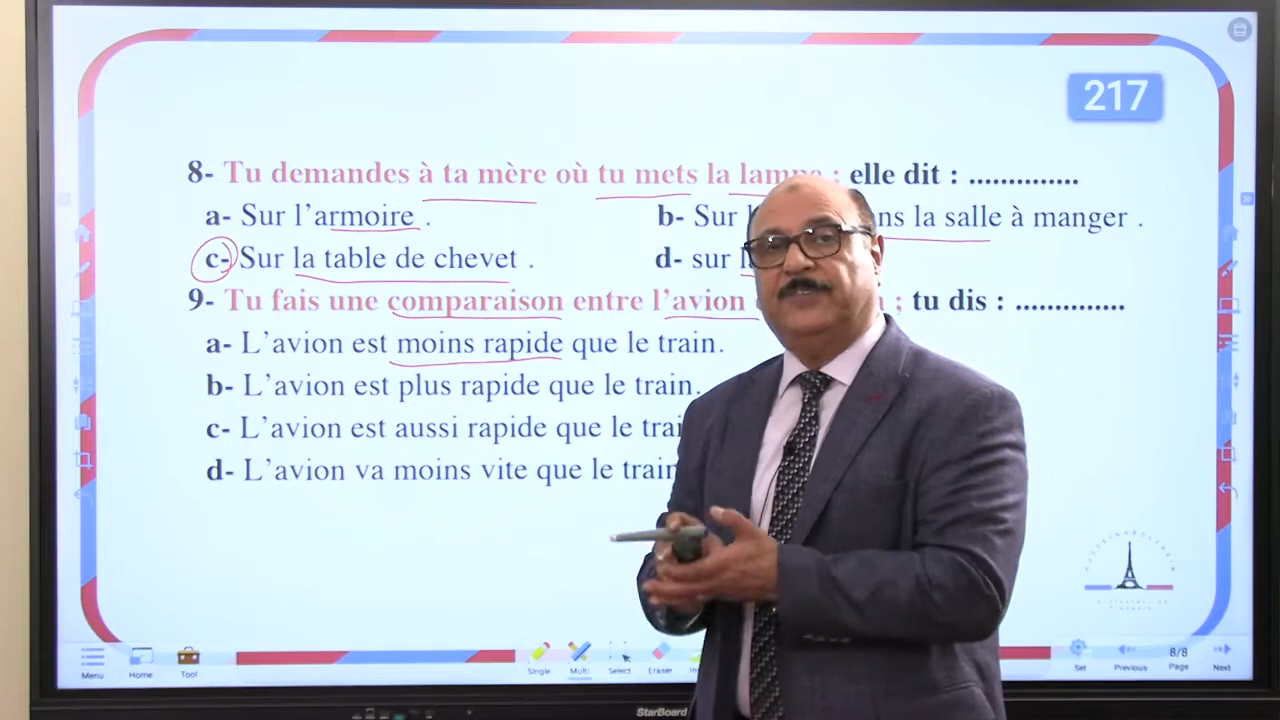 217
8- Tu demandes à ta mère où tu mets la lampe ; elle dit : ..............
a- Sur l'armoire .
b- Sur la salle à manger .
c- Sur la table de chevet .
d- sur
9- Tu fais une comparaison entre l'avion ; tu dis : ..............
a- L'avion est moins rapide que le train.
b- L'avion est plus rapide que le train.
c- L'avion est aussi rapide que le
d- L'avion va moins vite que le train
Menu Home Tool Single Multi Select Eraser Set Previous 8/8 Page Next
StarBoard